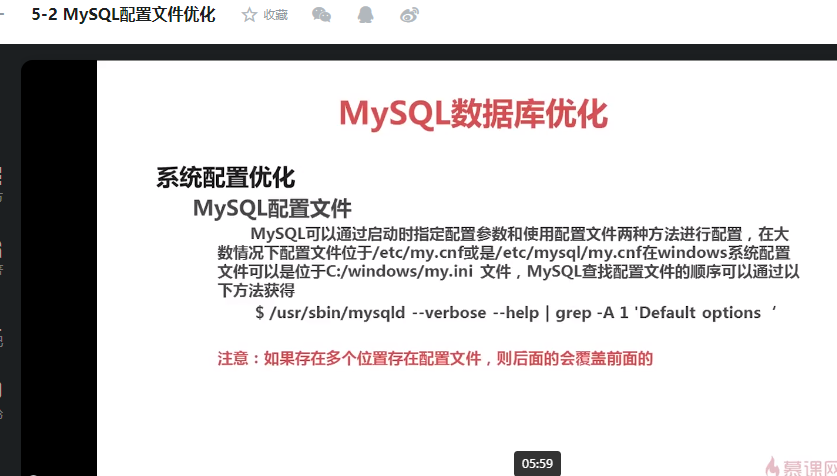 5-2 MySQL配置文件优化
收藏
MySQL数据库优化
系统配置优化
MySQL配置文件
MySQL可以通过启动时指定配置参数和使用配置文件两种方法进行配置，在大
数情况下配置文件位于/etc/my.cnf或是/etc/mysql/my.cnf在windows系统配置
文件可以是位于C:/windows/my.ini 文件，MySQL查找配置文件的顺序可以通过以
下方法获得
$ /usr/sbin/mysqld --verbose --help | grep -A 1 'Default options ‘
注意：如果存在多个位置存在配置文件，则后面的会覆盖前面的
05:59
慕课网